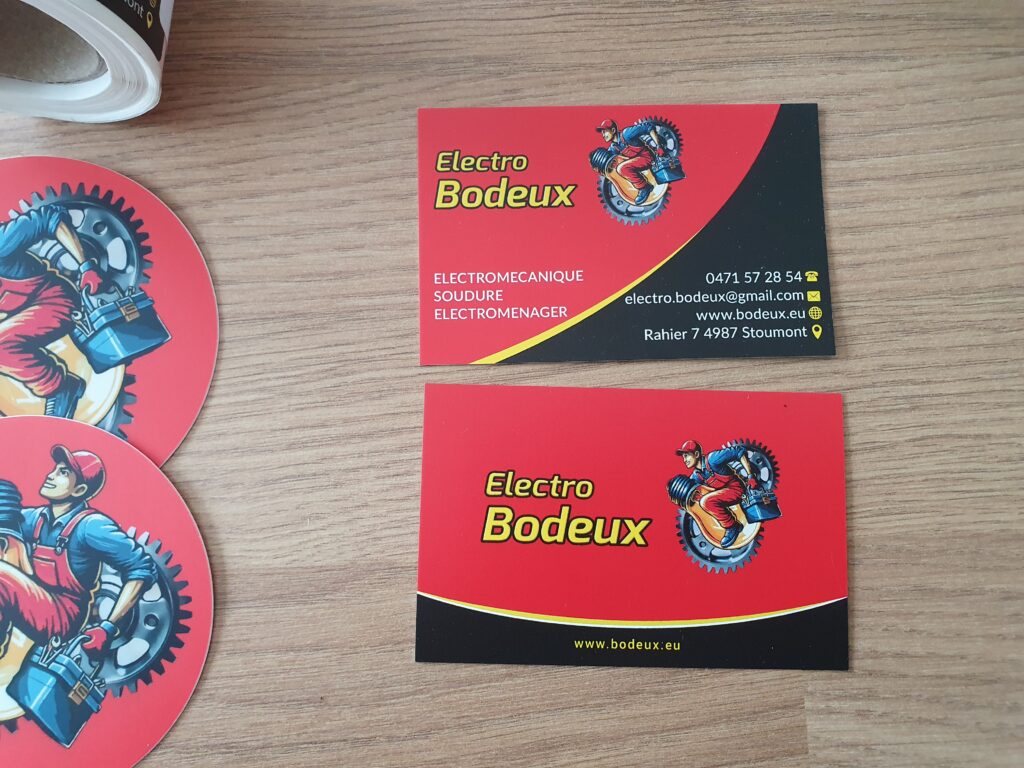 mont
Electro
Bodeux
ELECTROMECANIQUE
SOUDURE
ELECTROMENAGER
0471 57 28 54
electro.bodeux@gmail.com
www.bodeux.eu
Rahier 7 4987 Stoumont
Electro
Bodeux
www.bodeux.eu